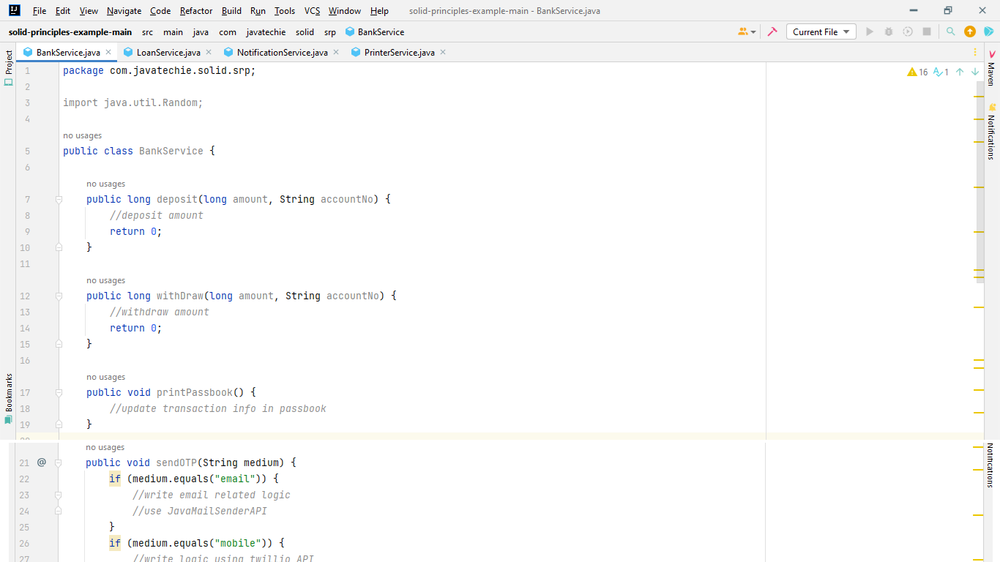 File Edit View Navigate Code Refactor Build Run Tools VCS Window Help solid-principles-example-main - BankService.java
solid-principles-example-main src main java com javatechie solid srp BankService Current File
BankService.java LoanService.java NotificationService.java PrinterService.java
Project
Bookmarks
Maven
Notifications
16 1
1 package com.javatechie.solid.srp;
2
3 import java.util.Random;
4
no usages
5 public class BankService {
6
no usages
7 public long deposit(long amount, String accountNo) {
8 //deposit amount
9 return 0;
10 }
11
no usages
12 public long withDraw(long amount, String accountNo) {
13 //withdraw amount
14 return 0;
15 }
16
no usages
17 public void printPassbook() {
18 //update transaction info in passbook
19 }
20
no usages
21 @ public void sendOTP(String medium) {
22 if (medium.equals("email")) {
23 //write email related logic
24 //use JavaMailSenderAPI
25 }
26 if (medium.equals("mobile")) {
27 //write logic using twillio API
Notifications